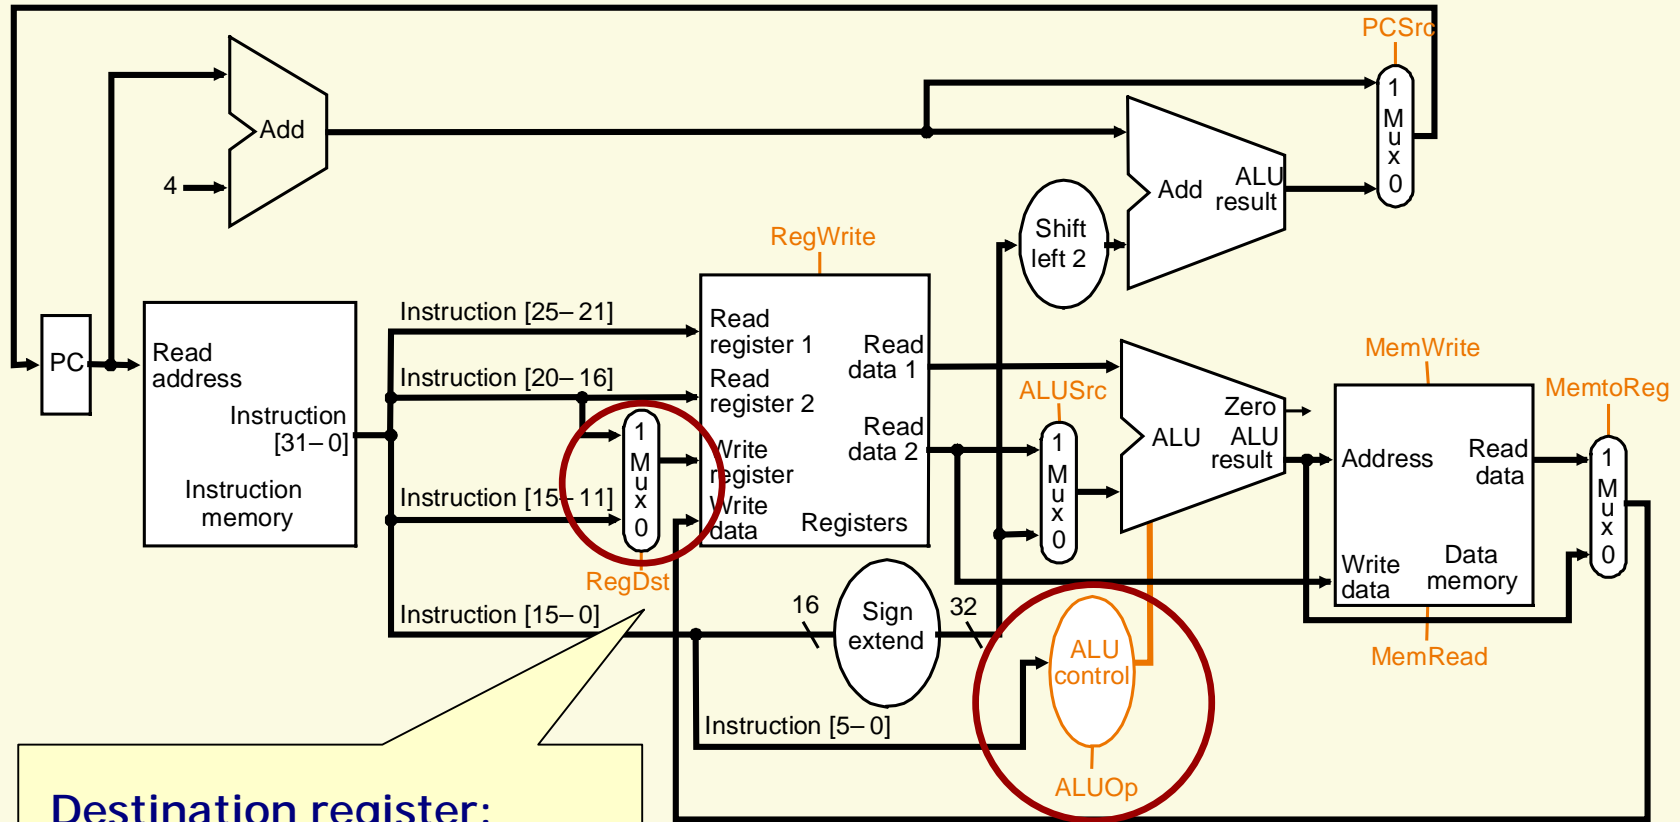 PCSrc
1
M
u
x
0
Add
4
Add
ALU
result
Shift
left 2
RegWrite
PC
Read
address
Instruction
[31–0]
Instruction
memory
Instruction [25–21]
Instruction [20–16]
Instruction [15–11]
Instruction [15–0]
Instruction [5–0]
1
M
u
x
0
RegDst
Read
register 1
Read
register 2
Write
register
Write
data
Read
data 1
Read
data 2
Registers
16
Sign
extend
32
ALUSrc
1
M
u
x
0
ALU
Zero
ALU
result
ALU
control
ALUOp
MemWrite
Address
Read
data
Write
data
Data
memory
MemRead
MemtoReg
1
M
u
x
0
Destination register: